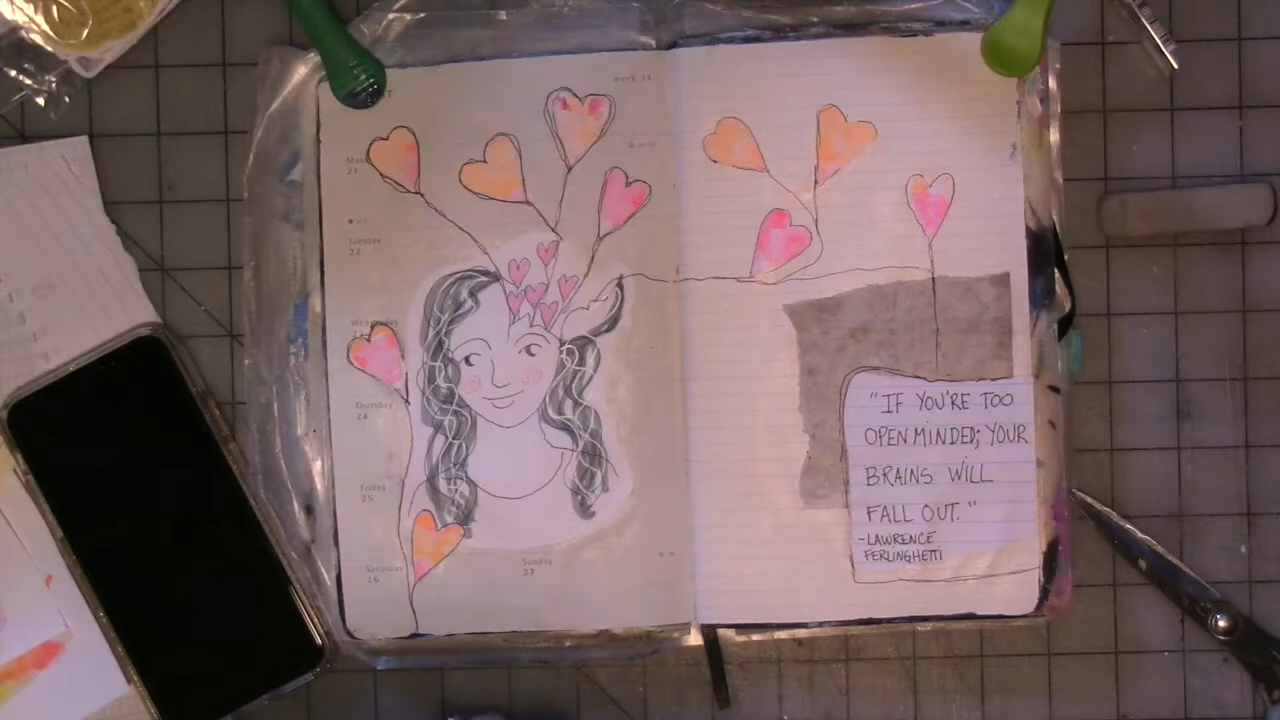 week 34
Monday
21
Tuesday
22
Wednesday
Thursday
24
Friday
25
Saturday
26
Sunday
27
"IF YOU'RE TOO
OPEN MINDED; YOUR
BRAINS WILL
FALL OUT."
-LAWRENCE
FERLINGHETTI